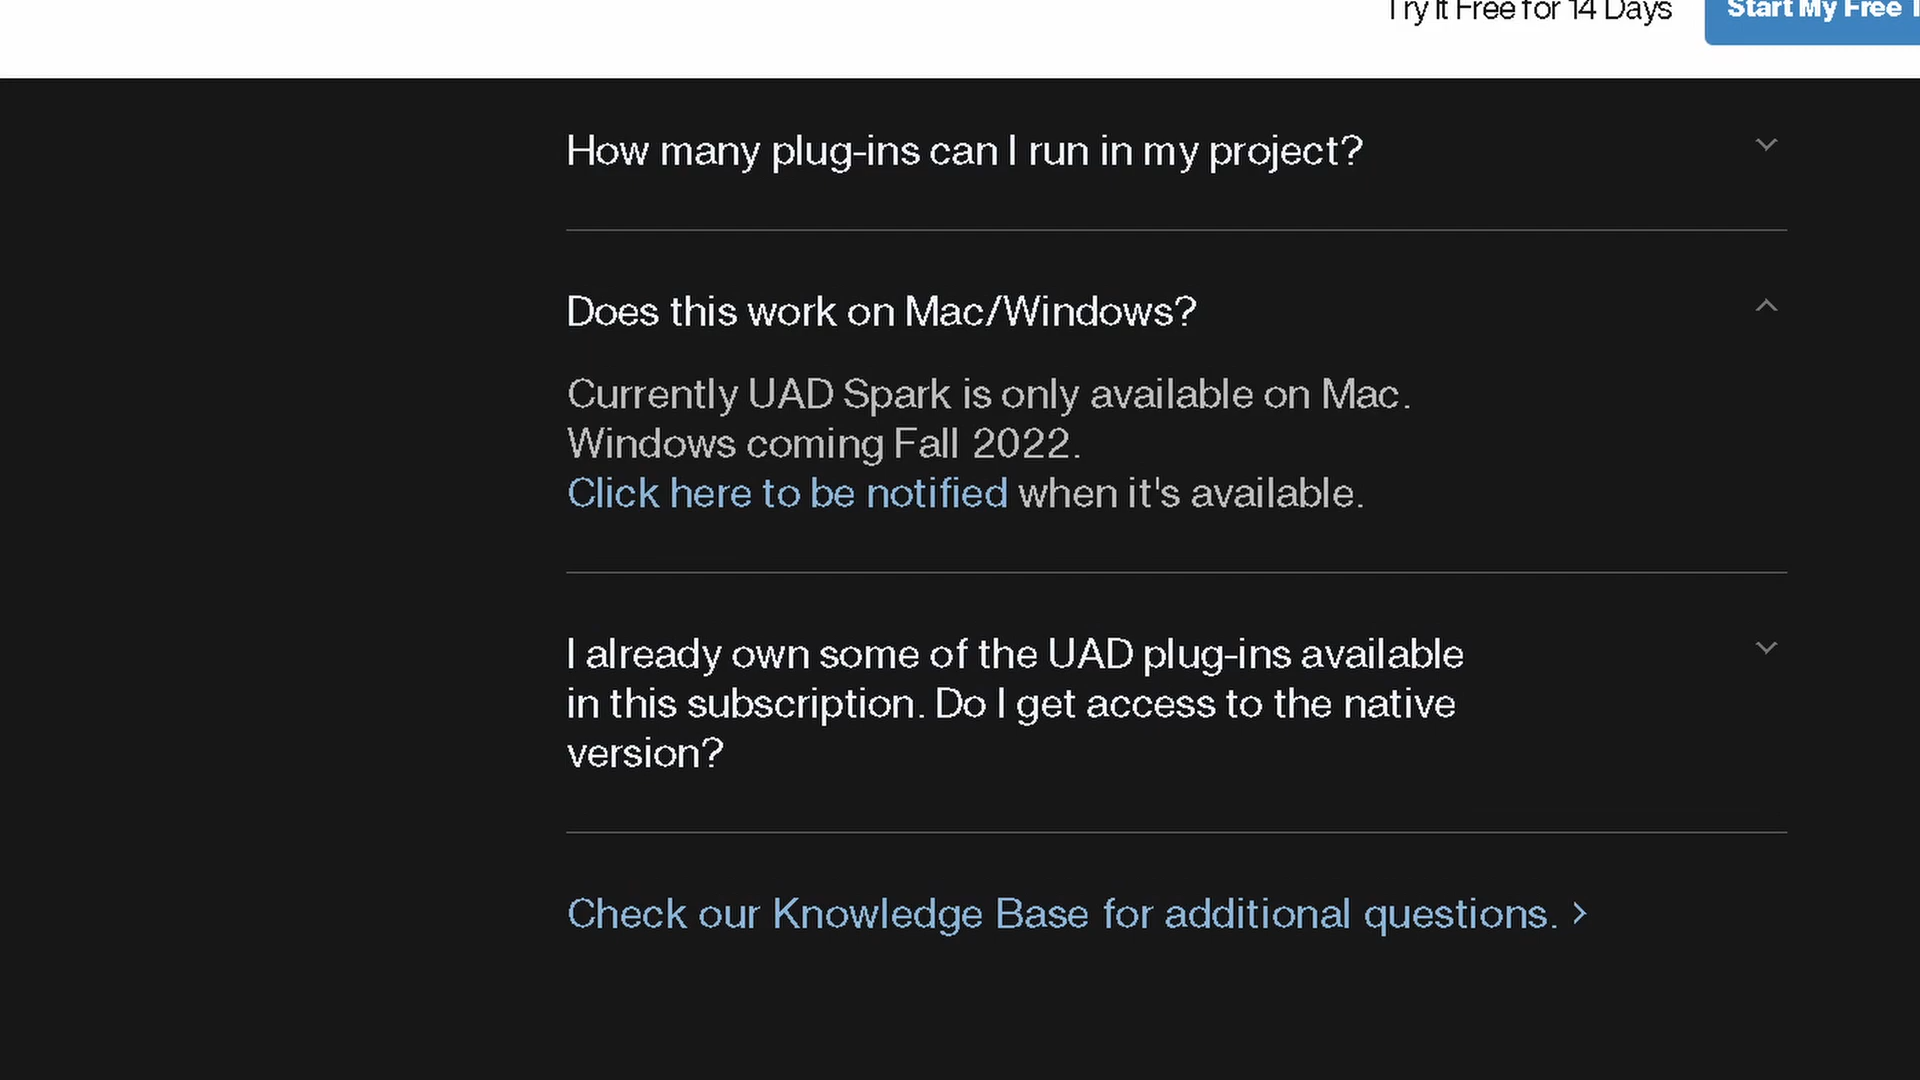 Try It Free for 14 Days
Start My Free
How many plug-ins can I run in my project?
Does this work on Mac/Windows?
Currently UAD Spark is only available on Mac.
Windows coming Fall 2022.
Click here to be notified when it's available.
I already own some of the UAD plug-ins available
in this subscription. Do I get access to the native
version?
Check our Knowledge Base for additional questions. >